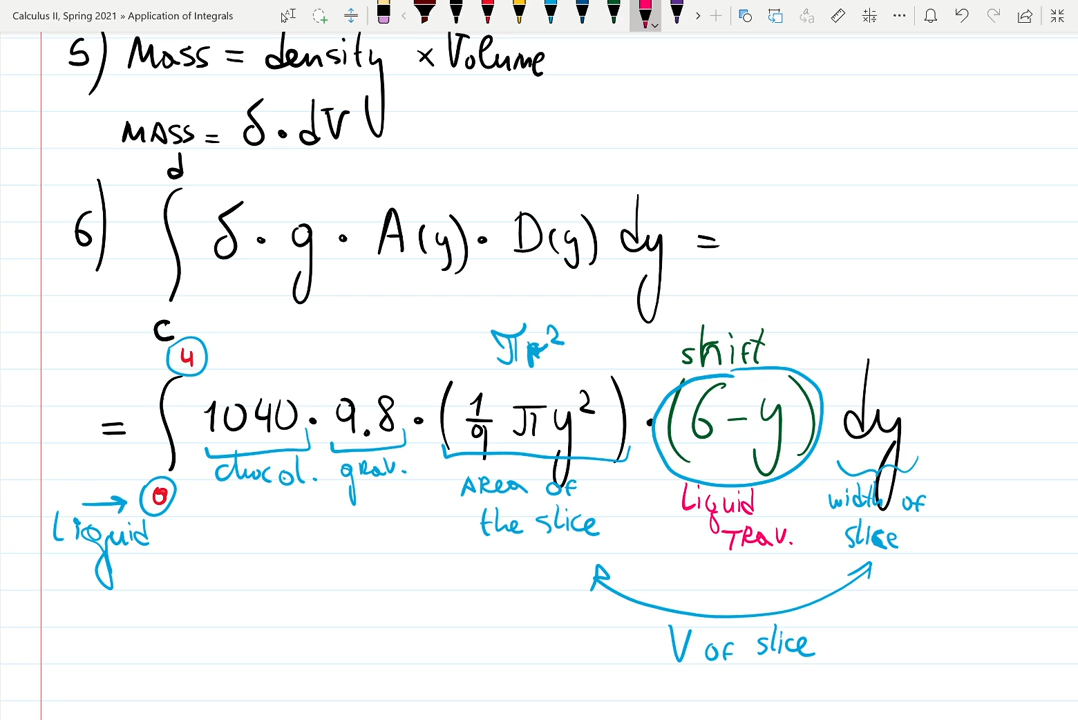 Calculus II, Spring 2021 » Application of Integrals
5) Mass = density × Volume
MASS = δ · dV
6) ∫ d c δ · g · A(y) · D(y) dy =
πr² shift
= ∫ 4 0 1040 · 9.8 · (1/9 πy²) · (6-y) dy
chocol. grav. Area of the slice Liquid Trav. width of slice
→ Liquid
V of slice